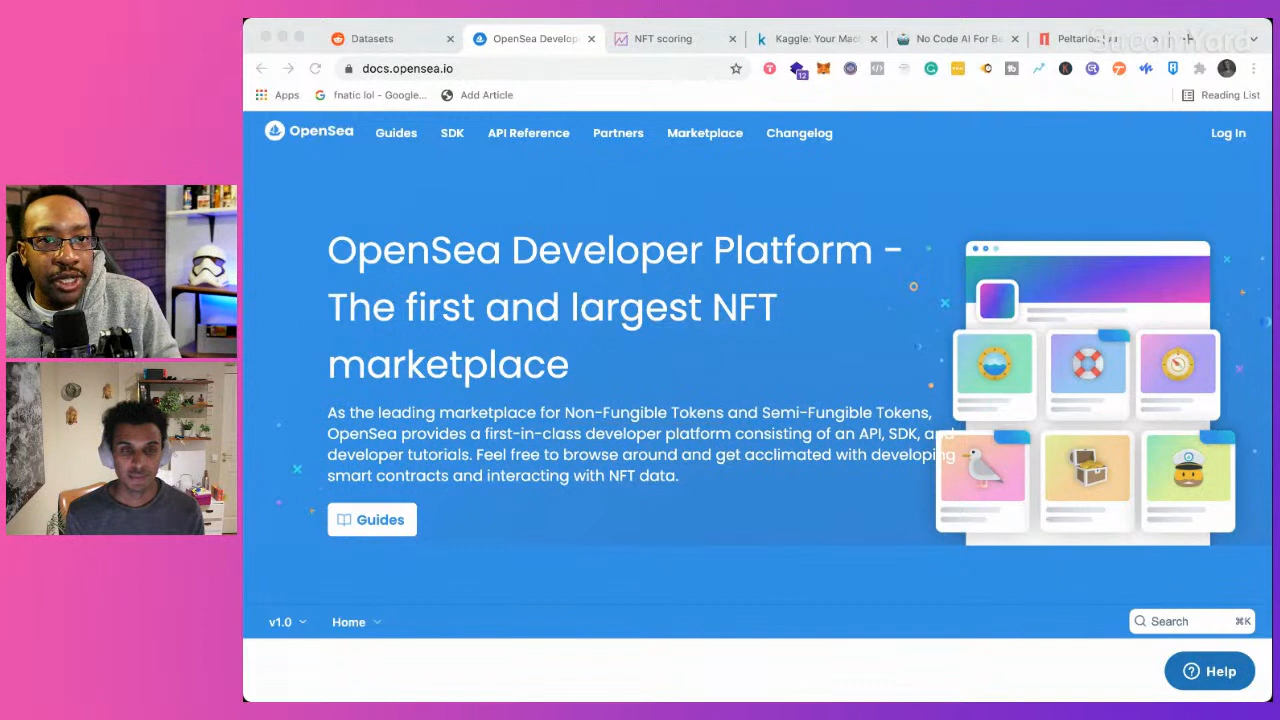 Datasets
OpenSea Develop
NFT scoring
Kaggle: Your Mac
No Code AI For Be
Peltarion
StreamYard
docs.opensea.io
12
Apps
fnatic lol - Google...
Add Article
Reading List
OpenSea
Guides
SDK
API Reference
Partners
Marketplace
Changelog
Log In
OpenSea Developer Platform -
The first and largest NFT
marketplace
As the leading marketplace for Non-Fungible Tokens and Semi-Fungible Tokens,
OpenSea provides a first-in-class developer platform consisting of an API, SDK, and
developer tutorials. Feel free to browse around and get acclimated with developing
smart contracts and interacting with NFT data.
Guides
v1.0
Home
Search
⌘K
Help